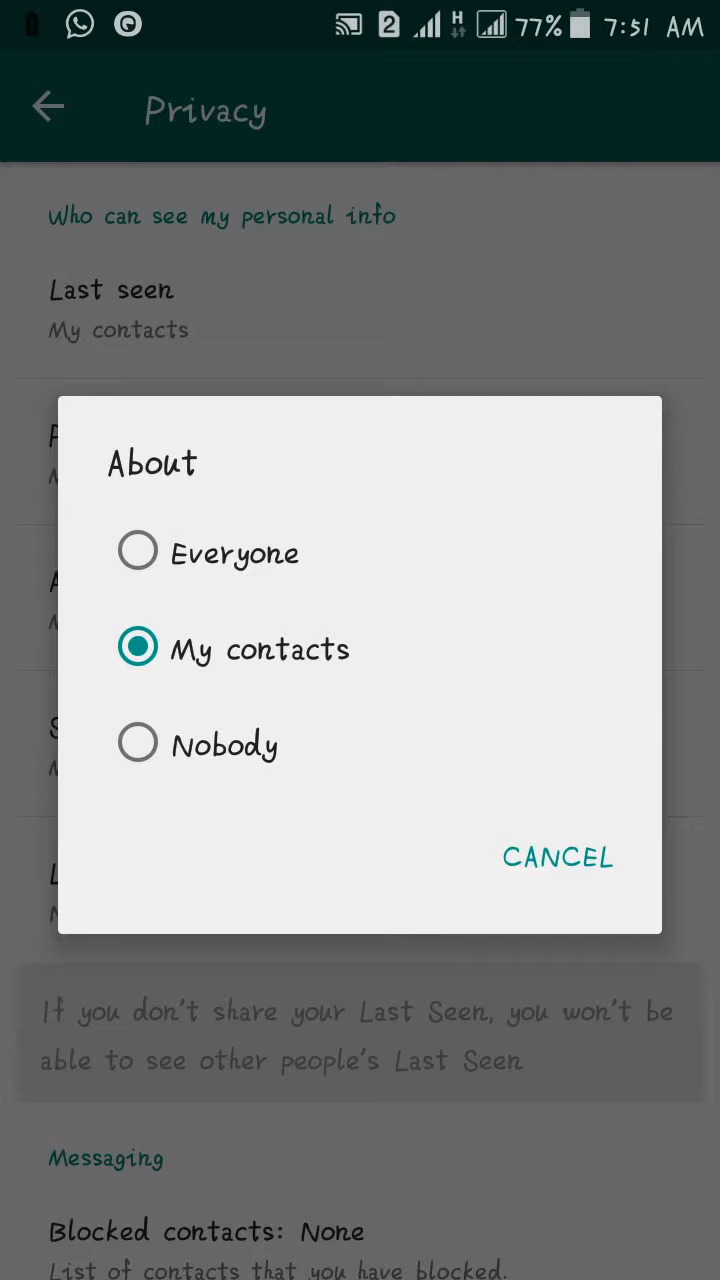 2 H 77% 7:51 AM
Privacy
Who can see my personal info
Last seen
My contacts
About
Everyone
My contacts
Nobody
CANCEL
If you don't share your Last Seen, you won't be
able to see other people's Last Seen
Messaging
Blocked contacts: None
List of contacts that you have blocked.